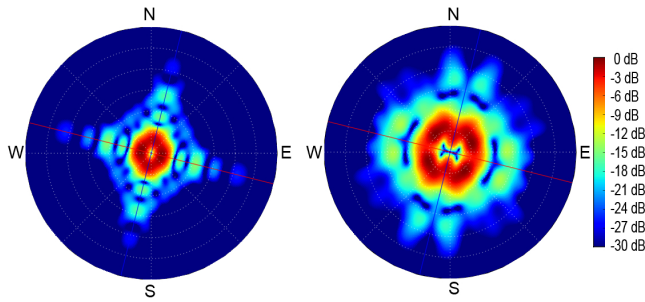 N
N
W
E
W
E
S
S
0 dB
-3 dB
-6 dB
-9 dB
-12 dB
-15 dB
-18 dB
-21 dB
-24 dB
-27 dB
-30 dB